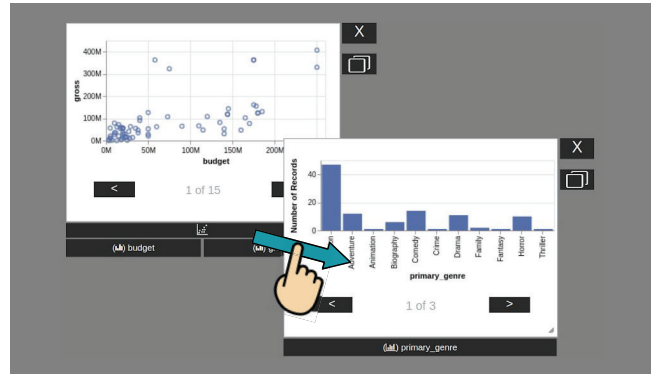 X
400M
300M
200M
100M
0M
gross
0M 50M 100M 150M 200M
budget
< 1 of 15
(📊) budget
X
Number of Records
40
20
0
Adventure
Animation
Biography
Comedy
Crime
Drama
Family
Fantasy
Horror
Thriller
primary_genre
< 1 of 3 >
(📊) primary_genre